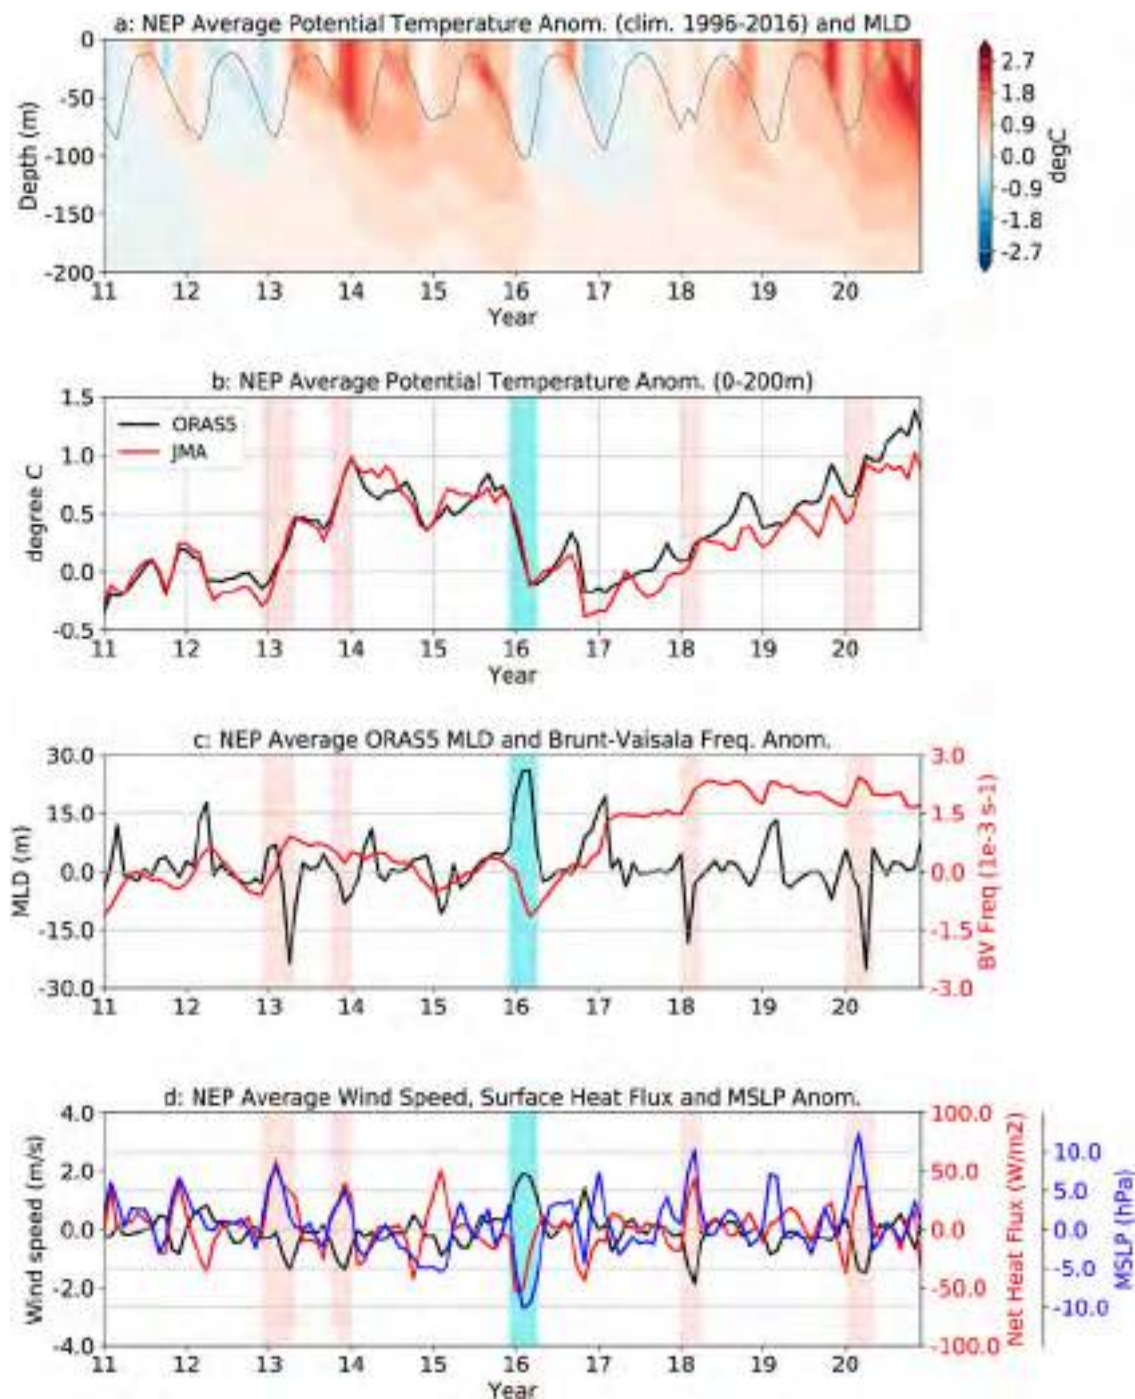 a: NEP Average Potential Temperature Anom. (clim. 1996-2016) and MLD
0
-50
-100
-150
-200
Depth (m)
11 12 13 14 15 16 17 18 19 20
Year
2.7
1.8
0.9
0.0
-0.9
-1.8
-2.7
degC
b: NEP Average Potential Temperature Anom. (0-200m)
1.5
1.0
0.5
0.0
-0.5
degree C
ORAS5
JMA
11 12 13 14 15 16 17 18 19 20
Year
c: NEP Average ORAS5 MLD and Brunt-Vaisala Freq. Anom.
30.0
15.0
0.0
-15.0
-30.0
MLD (m)
3.0
1.5
0.0
-1.5
-3.0
BV Freq (1e-3 s-1)
11 12 13 14 15 16 17 18 19 20
d: NEP Average Wind Speed, Surface Heat Flux and MSLP Anom.
4.0
2.0
0.0
-2.0
-4.0
Wind speed (m/s)
100.0
50.0
0.0
-50.0
-100.0
Net Heat Flux (W/m2)
10.0
5.0
0.0
-5.0
-10.0
MSLP (hPa)
11 12 13 14 15 16 17 18 19 20
Year